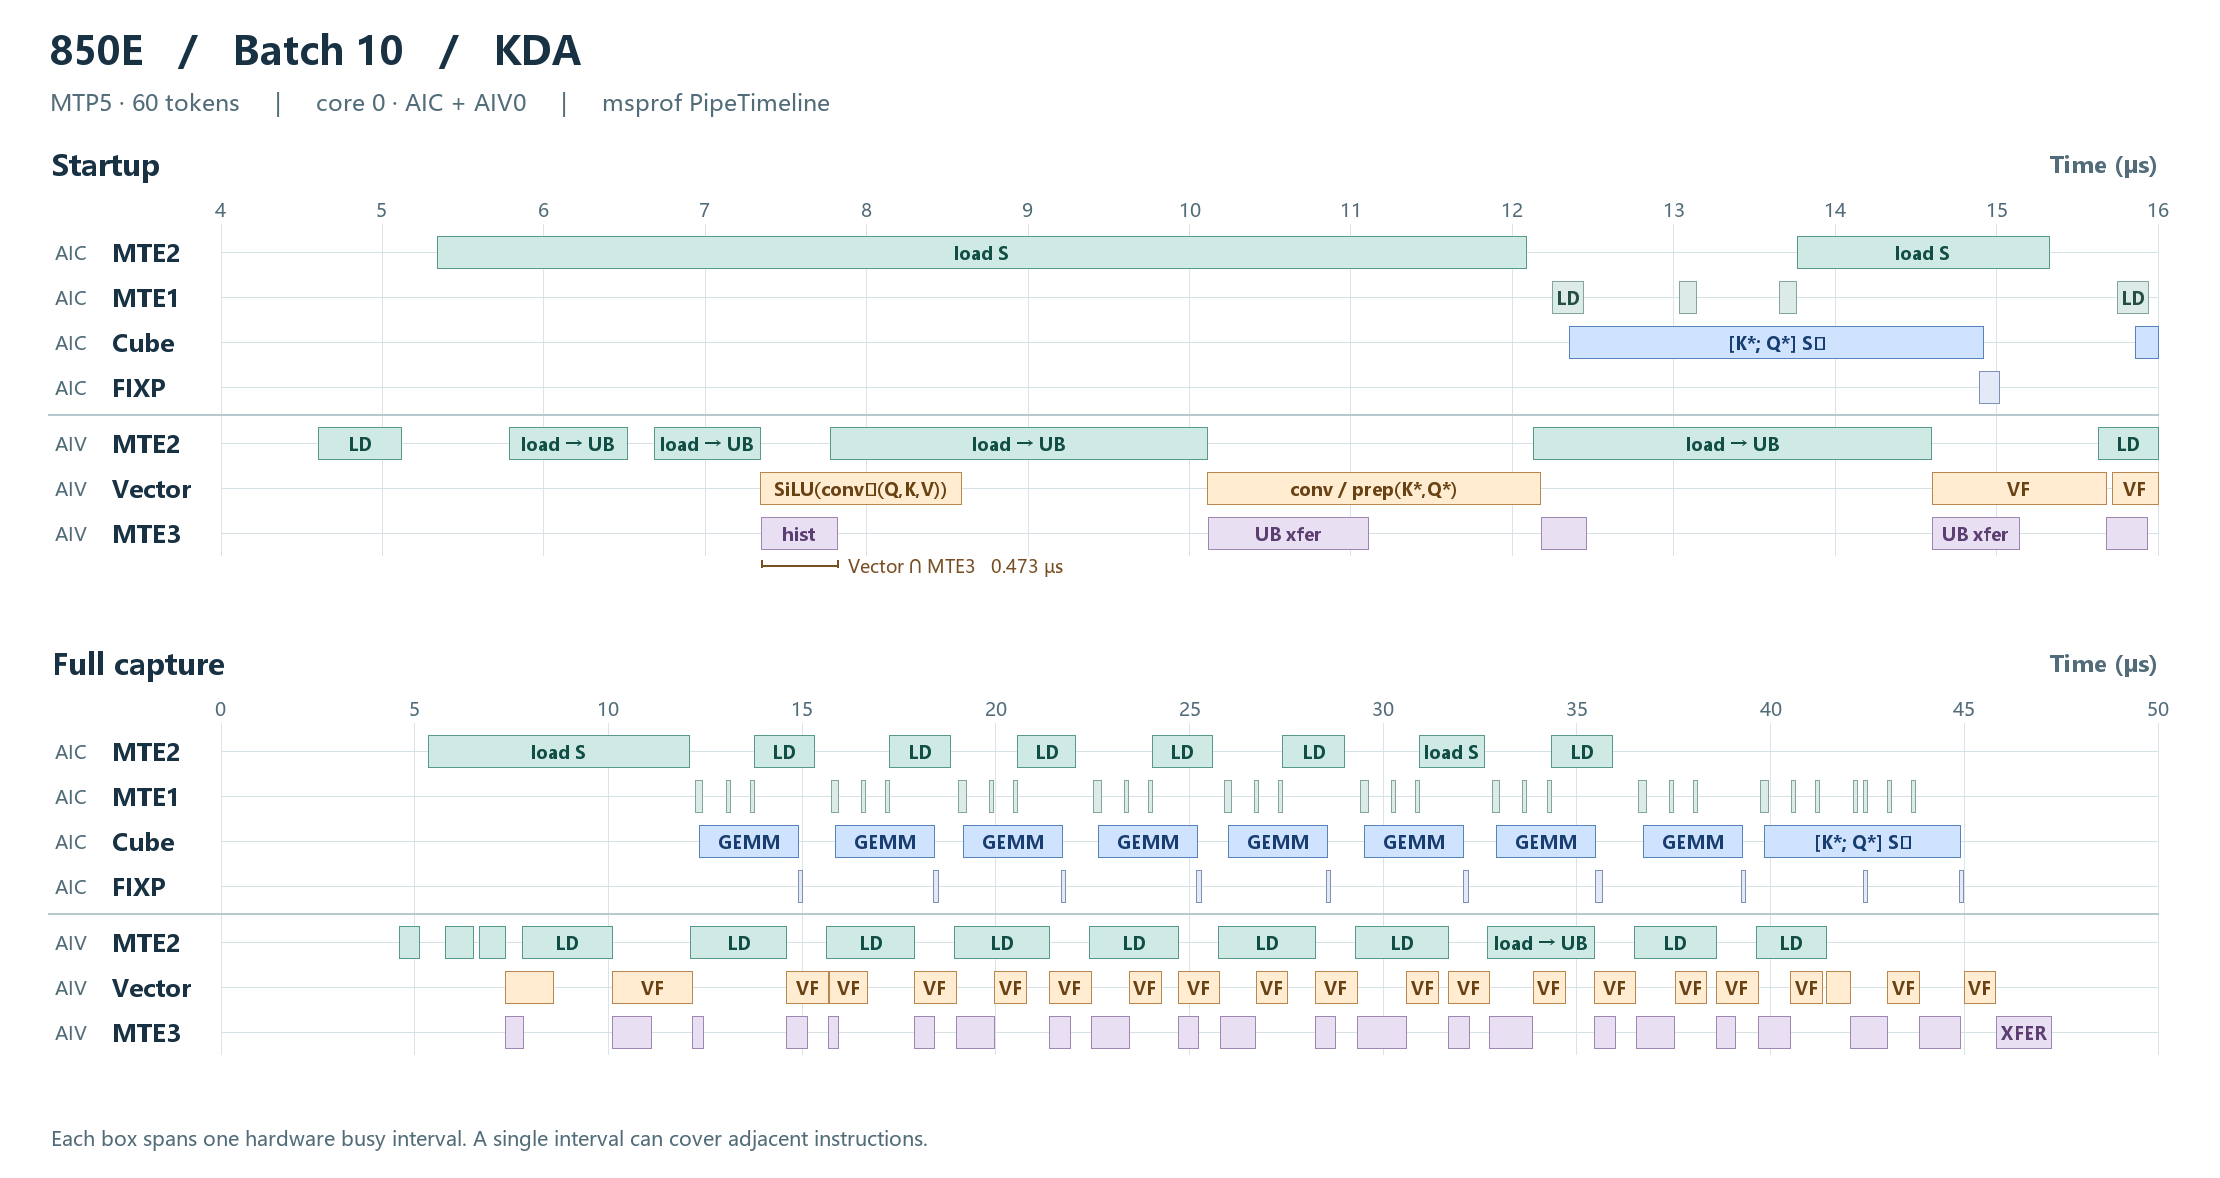 850E / Batch 10 / KDA
MTP5 · 60 tokens | core 0 · AIC + AIV0 | msprof PipeTimeline
Startup Time (µs)
4 5 6 7 8 9 10 11 12 13 14 15 16
AIC MTE2 load S load S
AIC MTE1 LD LD
AIC Cube [K*; Q*] S□
AIC FIXP
AIV MTE2 LD load → UB load → UB load → UB load → UB LD
AIV Vector SiLU(conv□(Q,K,V)) conv / prep(K*,Q*) VF VF
AIV MTE3 hist UB xfer UB xfer
Vector ∩ MTE3 0.473 µs
Full capture Time (µs)
0 5 10 15 20 25 30 35 40 45 50
AIC MTE2 load S LD LD LD LD LD load S LD
AIC MTE1
AIC Cube GEMM GEMM GEMM GEMM GEMM GEMM GEMM GEMM [K*; Q*] S□
AIC FIXP
AIV MTE2 LD LD LD LD LD LD LD load → UB LD LD
AIV Vector VF VF VF VF VF VF VF VF VF VF VF VF VF VF VF VF VF VF VF
AIV MTE3 XFER
Each box spans one hardware busy interval. A single interval can cover adjacent instructions.